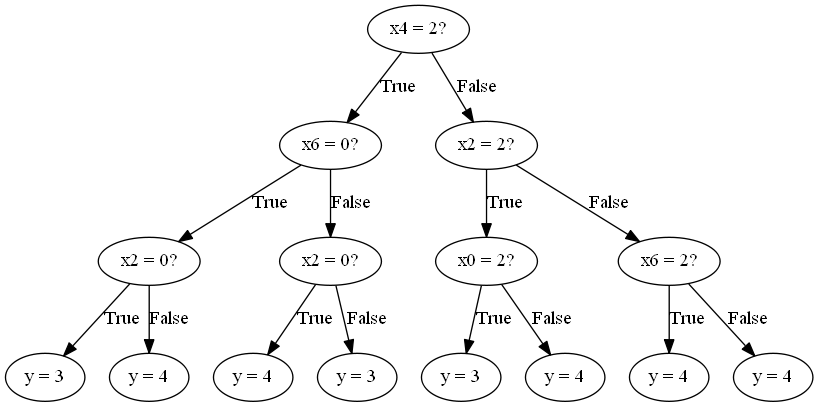 x4 = 2?
True
False
x6 = 0?
x2 = 2?
True
False
True
False
x2 = 0?
x2 = 0?
x0 = 2?
x6 = 2?
True
False
True
False
True
False
True
False
y = 3
y = 4
y = 4
y = 3
y = 3
y = 4
y = 4
y = 4